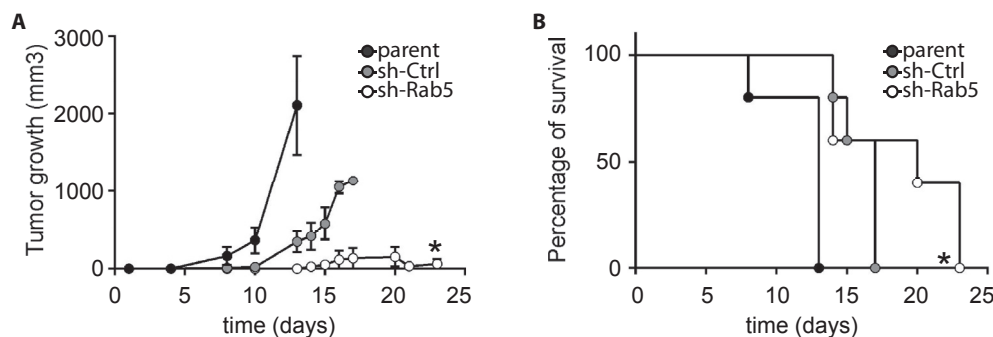 A
Tumor growth (mm3)
3000
2000
1000
0
0
5
10
15
20
25
time (days)
parent
sh-Ctrl
sh-Rab5
*
B
Percentage of survival
100
50
0
0
5
10
15
20
25
time (days)
parent
sh-Ctrl
sh-Rab5
*